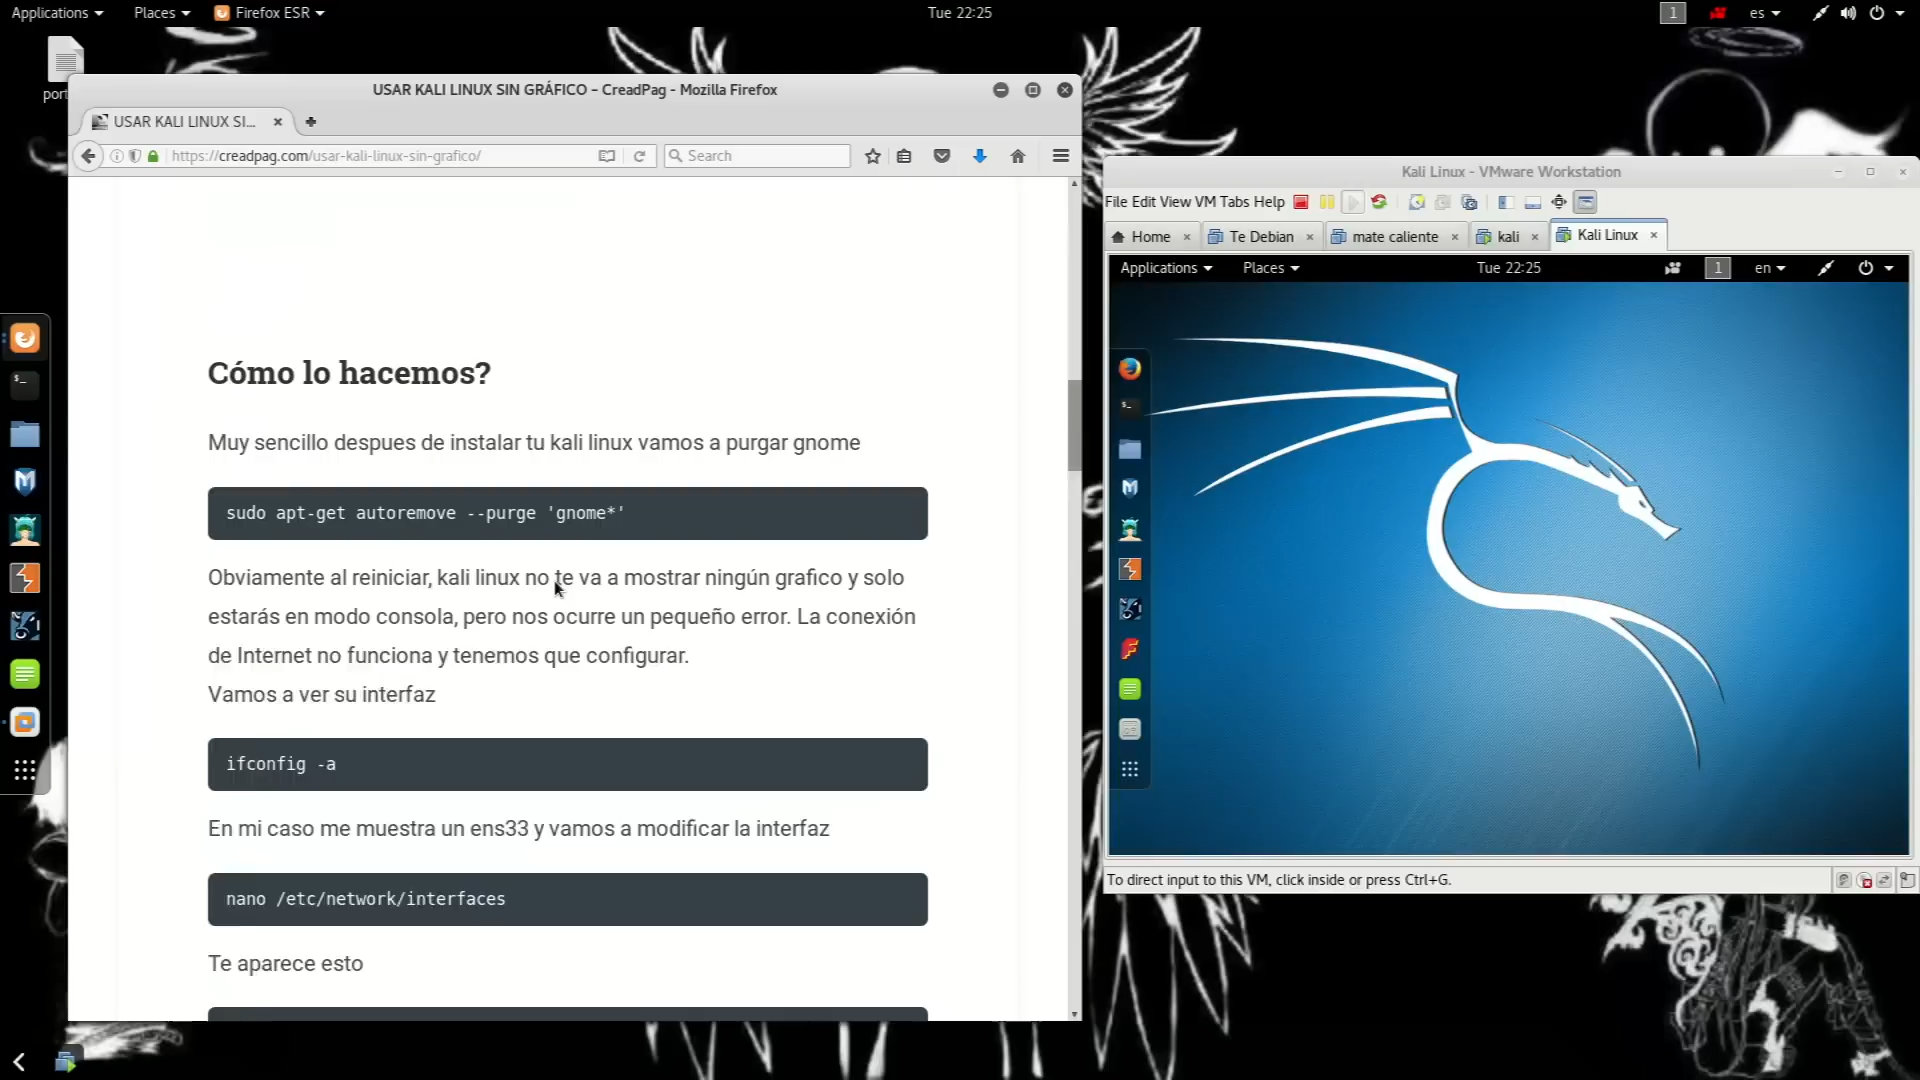 Applications
Places
Firefox ESR
Tue 22:25
1
es
port
USAR KALI LINUX SIN GRÁFICO – CreadPag - Mozilla Firefox
USAR KALI LINUX SI...
https://creadpag.com/usar-kali-linux-sin-grafico/
Search
Cómo lo hacemos?
Muy sencillo despues de instalar tu kali linux vamos a purgar gnome
sudo apt-get autoremove --purge 'gnome*'
Obviamente al reiniciar, kali linux no te va a mostrar ningún grafico y solo
estarás en modo consola, pero nos ocurre un pequeño error. La conexión
de Internet no funciona y tenemos que configurar.
Vamos a ver su interfaz
ifconfig -a
En mi caso me muestra un ens33 y vamos a modificar la interfaz
nano /etc/network/interfaces
Te aparece esto
Kali Linux - VMware Workstation
File Edit View VM Tabs Help
Home
Te Debian
mate caliente
kali
Kali Linux
Applications
Places
Tue 22:25
1
en
To direct input to this VM, click inside or press Ctrl+G.